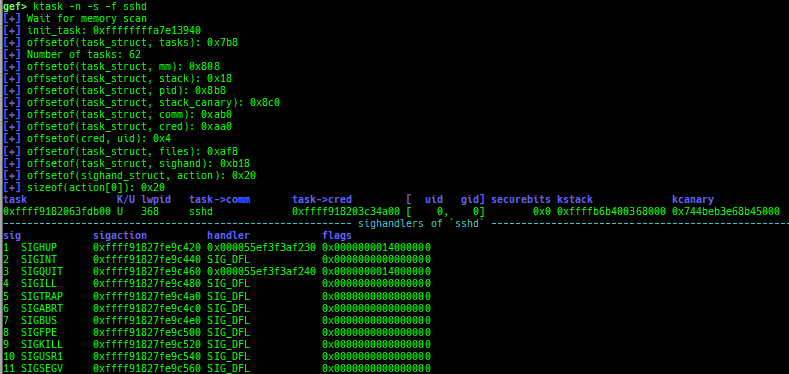 gef> ktask -n -s -f sshd
[+] Wait for memory scan
[+] init_task: 0xffffffffa7e13940
[+] offsetof(task_struct, tasks): 0x7b8
[+] Number of tasks: 62
[+] offsetof(task_struct, mm): 0x808
[+] offsetof(task_struct, stack): 0x18
[+] offsetof(task_struct, pid): 0x8b8
[+] offsetof(task_struct, stack_canary): 0x8c0
[+] offsetof(task_struct, comm): 0xab0
[+] offsetof(task_struct, cred): 0xaa0
[+] offsetof(cred, uid): 0x4
[+] offsetof(task_struct, files): 0xaf8
[+] offsetof(task_struct, sighand): 0xb18
[+] offsetof(sighand_struct, action): 0x20
[+] sizeof(action[0]): 0x20
task K/U lwpid task->comm task->cred [ uid gid] securebits kstack kcanary
0xffff9182063fdb00 U 368 sshd 0xffff918203c34a00 [ 0, 0] 0x0 0xffffb6b400368000 0x744beb3e68b45000
sighandlers of `sshd`
sig sigaction handler flags
1 SIGHUP 0xffff91827fe9c420 0x000055ef3f3af230 0x0000000014000000
2 SIGINT 0xffff91827fe9c440 SIG_DFL 0x0000000000000000
3 SIGQUIT 0xffff91827fe9c460 0x000055ef3f3af240 0x0000000014000000
4 SIGILL 0xffff91827fe9c480 SIG_DFL 0x0000000000000000
5 SIGTRAP 0xffff91827fe9c4a0 SIG_DFL 0x0000000000000000
6 SIGABRT 0xffff91827fe9c4c0 SIG_DFL 0x0000000000000000
7 SIGBUS 0xffff91827fe9c4e0 SIG_DFL 0x0000000000000000
8 SIGFPE 0xffff91827fe9c500 SIG_DFL 0x0000000000000000
9 SIGKILL 0xffff91827fe9c520 SIG_DFL 0x0000000000000000
10 SIGUSR1 0xffff91827fe9c540 SIG_DFL 0x0000000000000000
11 SIGSEGV 0xffff91827fe9c560 SIG_DFL 0x0000000000000000